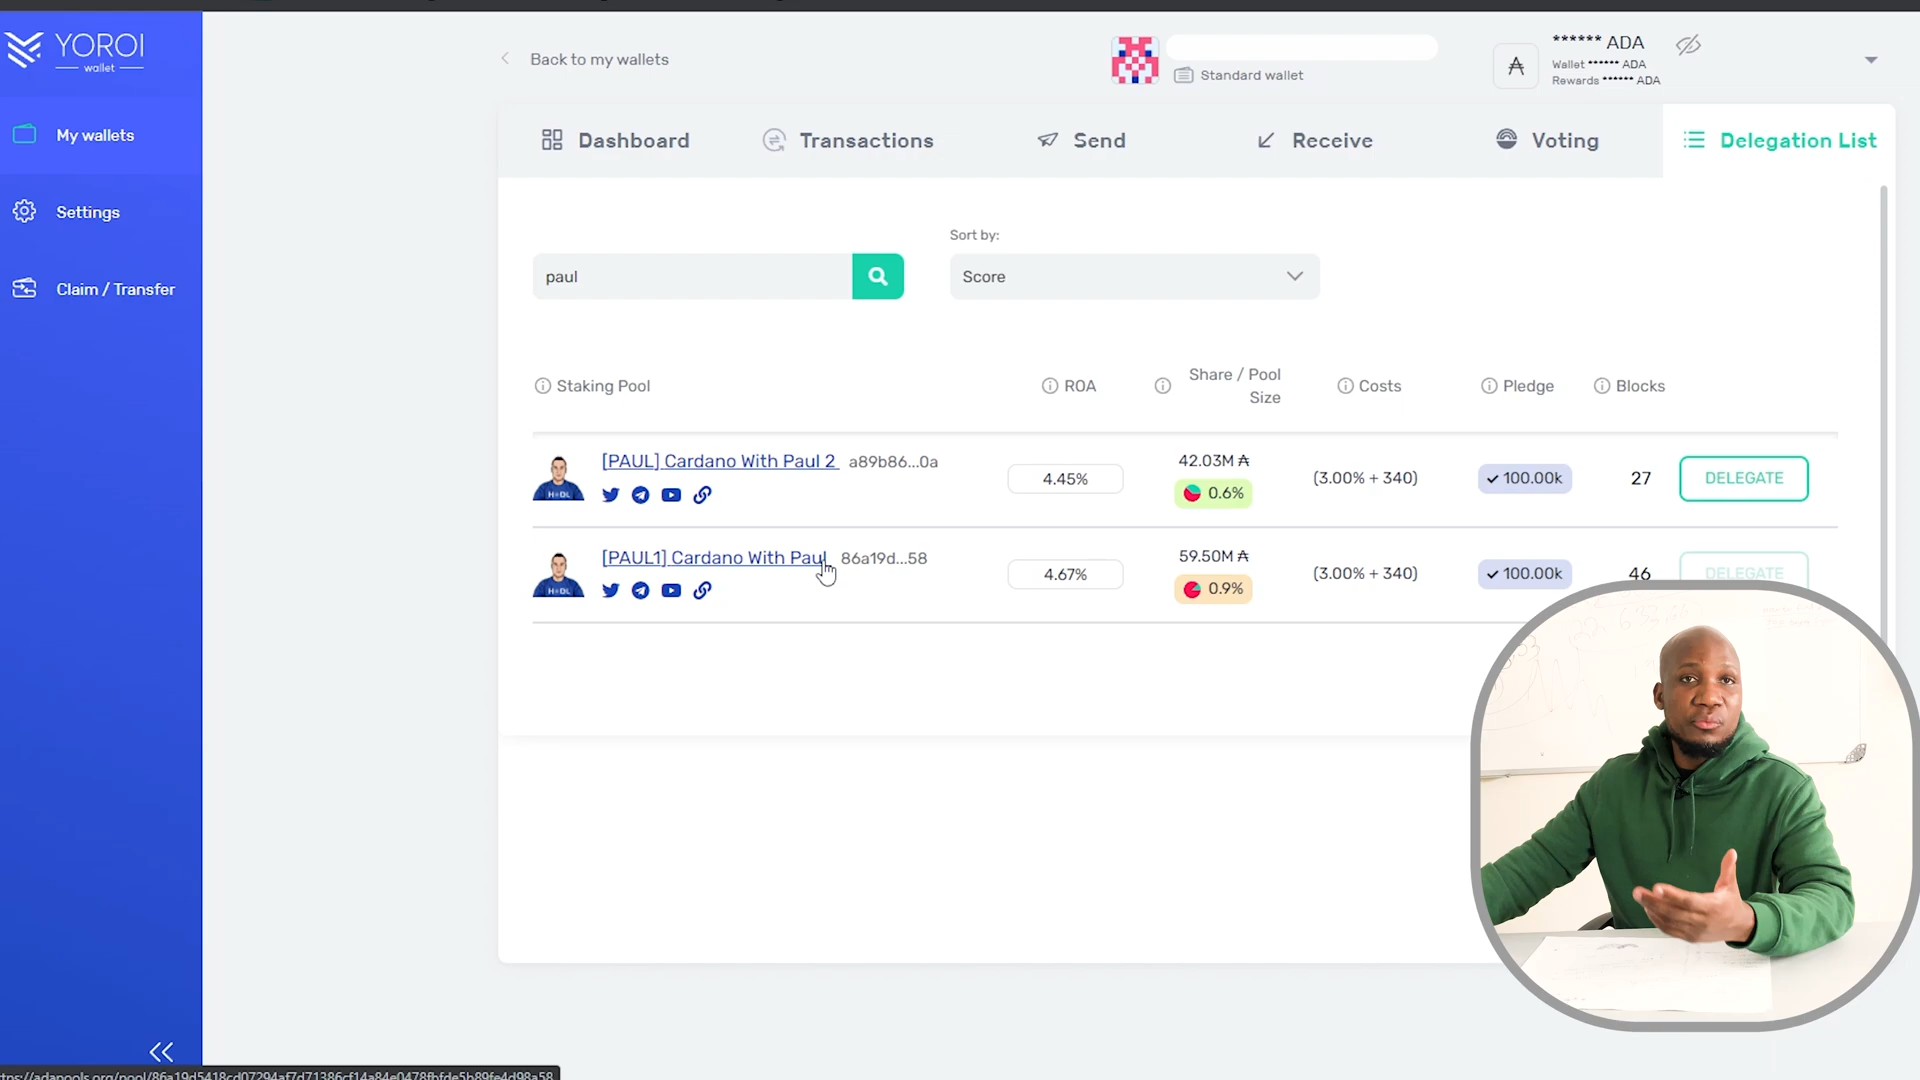 YOROI
wallet
Back to my wallets
Standard wallet
****** ADA
Wallet ****** ADA
Rewards ****** ADA
My wallets
Settings
Claim / Transfer
Dashboard
Transactions
Send
Receive
Voting
Delegation List
Sort by:
paul
Score
Staking Pool
ROA
Share / Pool
Size
Costs
Pledge
Blocks
[PAUL] Cardano With Paul 2 a89b86...0a
4.45%
42.03M ₳
0.6%
(3.00% + 340)
100.00k
27
DELEGATE
HODL
[PAUL1] Cardano With Paul 86a19d...58
4.67%
59.50M ₳
0.9%
(3.00% + 340)
100.00k
46
DELEGATE
HODL